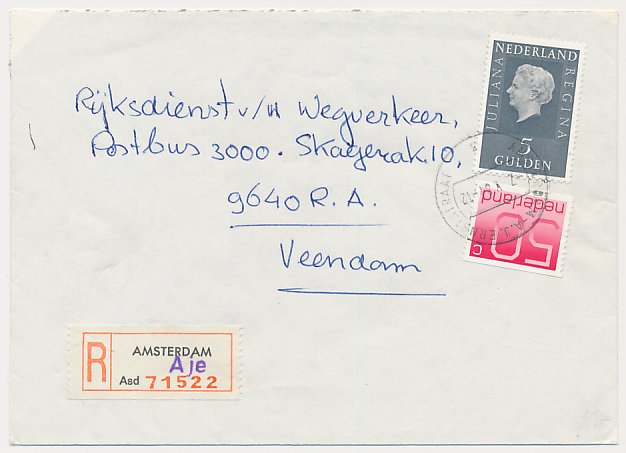 NEDERLAND
JULIANA
REGINA
5
GULDEN
Rijksdienst v/H Wegverkeer,
Postbus 3000. Skagerak.10,
9640 R.A.
Veendam
nederland
50
c
R
AMSTERDAM
Aje
Asd 71522